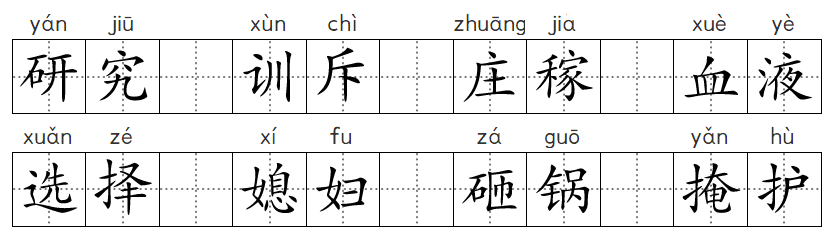 yán jiū xùn chì zhuāng jia xuè yè
研究 训斥 庄稼 血液
xuǎn zé xí fu zá guō yǎn hù
选择 媳妇 砸锅 掩护